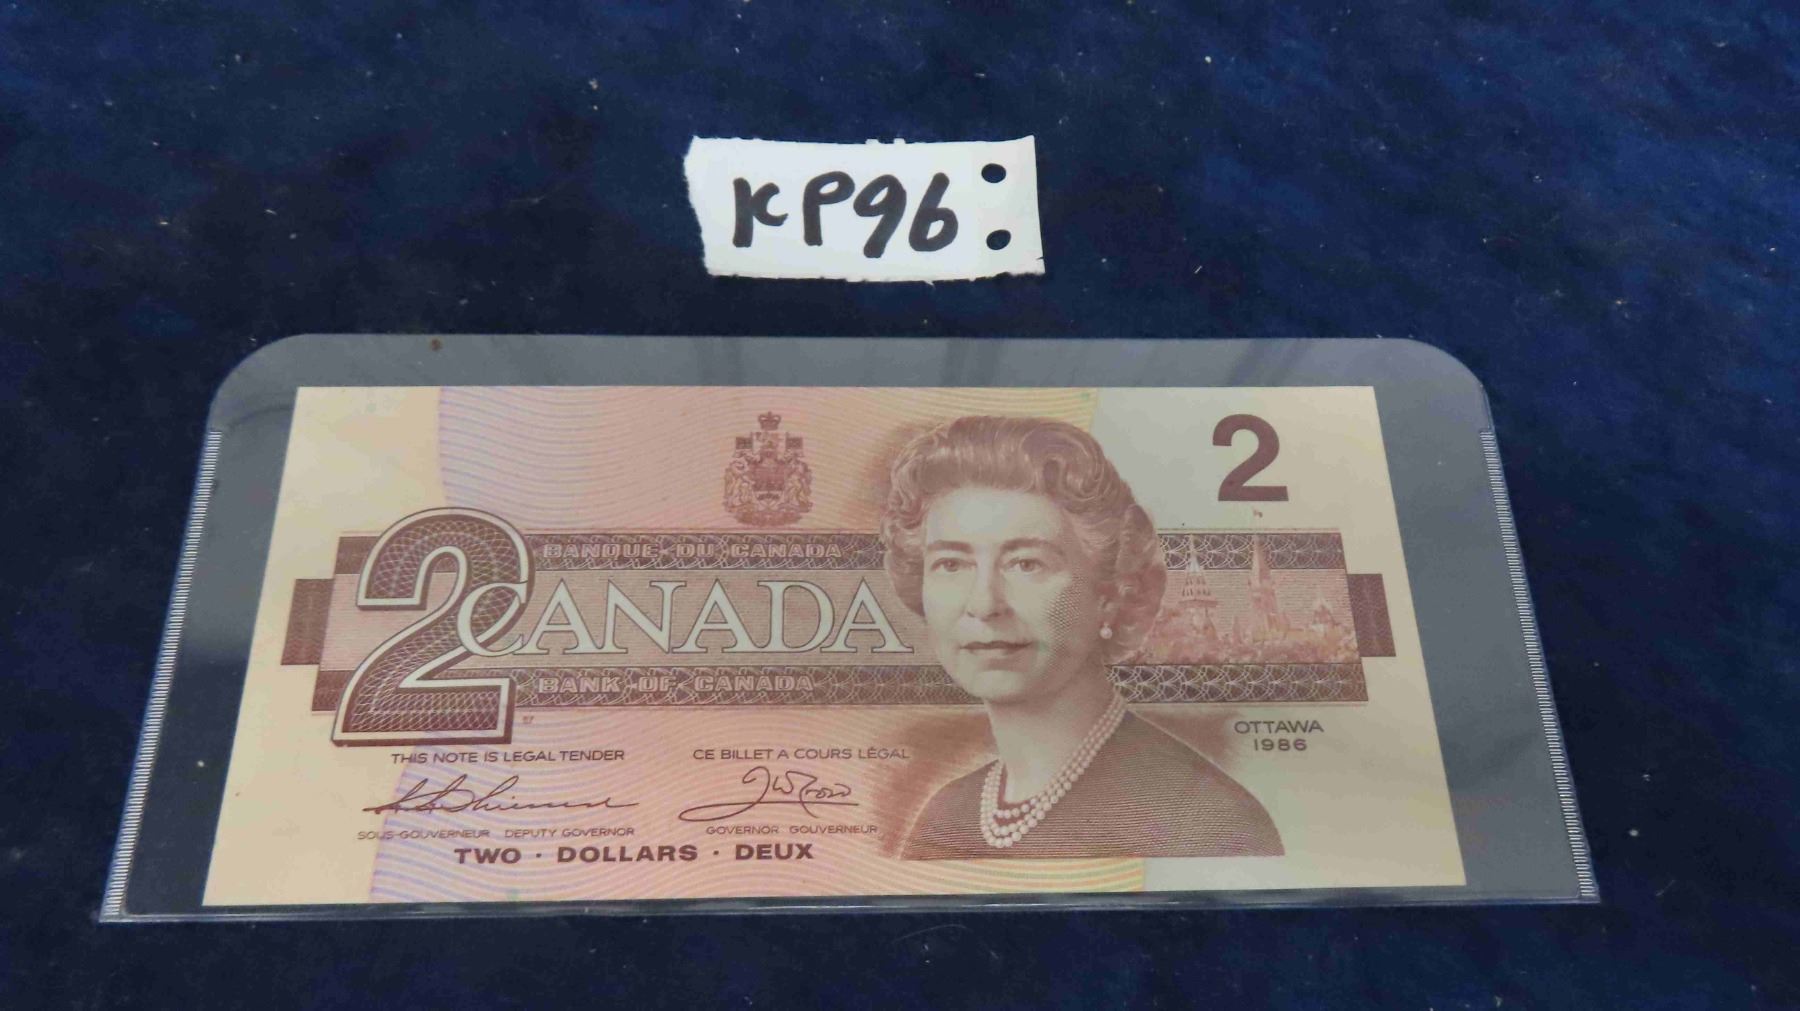 KP96
2
BANQUE DU CANADA
2 CANADA
BANK OF CANADA
OTTAWA
1986
THIS NOTE IS LEGAL TENDER CE BILLET A COURS LÉGAL
SOUS-GOUVERNEUR DEPUTY GOVERNOR GOVERNOR GOUVERNEUR
TWO · DOLLARS · DEUX